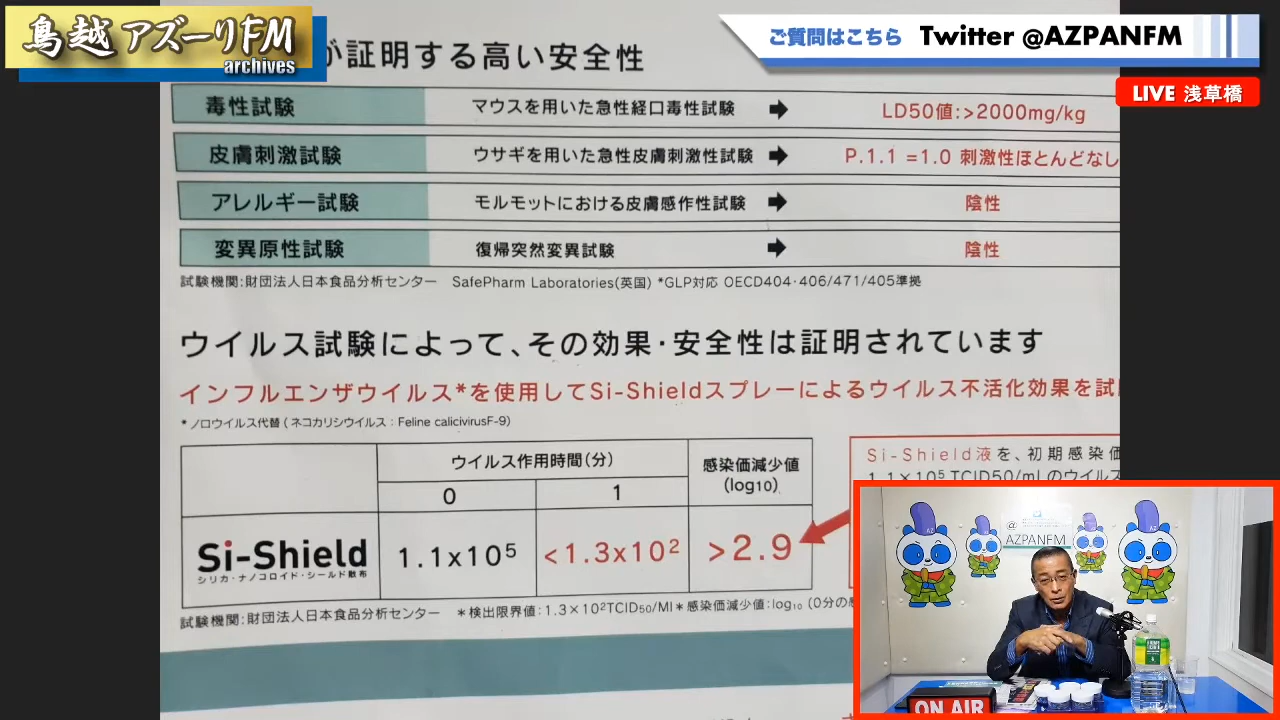 鳥越アズーリFM
archives
ご質問はこちら Twitter @AZPANFM
LIVE 浅草橋
が証明する高い安全性
毒性試験 マウスを用いた急性経口毒性試験 ➡ LD50値:>2000mg/kg
皮膚刺激試験 ウサギを用いた急性皮膚刺激性試験 ➡ P.1.1 =1.0 刺激性ほとんどなし
アレルギー試験 モルモットにおける皮膚感作性試験 ➡ 陰性
変異原性試験 復帰突然変異試験 ➡ 陰性
試験機関:財団法人日本食品分析センター SafePharm Laboratories(英国) *GLP対応 OECD404・406/471/405準拠
ウイルス試験によって、その効果・安全性は証明されています
インフルエンザウイルス*を使用してSi-Shieldスプレーによるウイルス不活化効果を試
*ノロウイルス代替(ネコカリシウイルス:Feline calicivirusF-9)
ウイルス作用時間(分) 感染価減少値
(log10)
0 1
Si-Shield 1.1x10⁵ <1.3x10² >2.9
シリカ・ナノコロイド・シールド散布
試験機関:財団法人日本食品分析センター *検出限界値:1.3×10²TCID50/Ml*感染価減少値:log₁₀(0分の感
Si-Shield液を、初期感染価
1.1×10⁵TCID50/mLのウイルス
@
AZPANFM
AZ
AZ
ON AIR